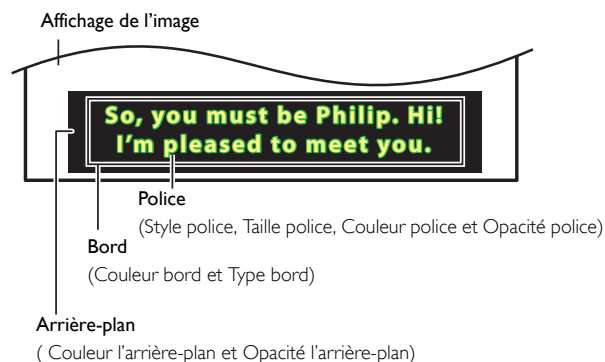 Affichage de l’image
So, you must be Philip. Hi!
I’m pleased to meet you.
Police
(Style police, Taille police, Couleur police et Opacité police)
Bord
(Couleur bord et Type bord)
Arrière-plan
( Couleur l’arrière-plan et Opacité l’arrière-plan)